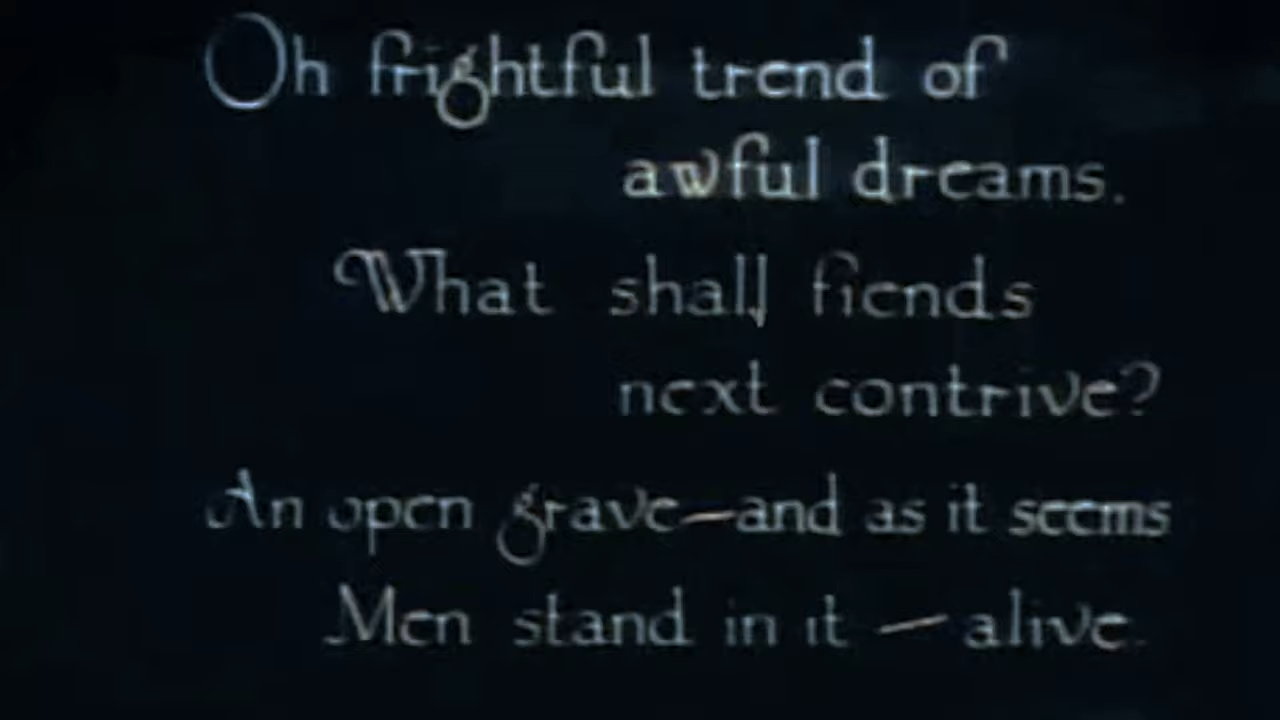 Oh frightful trend of
awful dreams.
What shall fiends
next contrive?
An open grave—and as it seems
Men stand in it — alive.